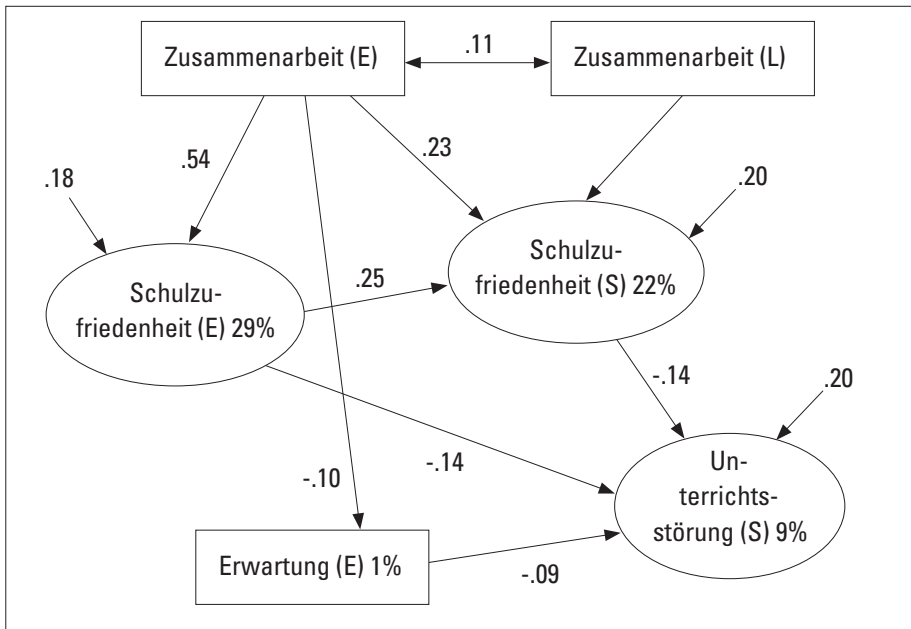 Zusammenarbeit (E)
.11
Zusammenarbeit (L)
.54
.23
.18
.20
Schulzu-
friedenheit (S) 22%
Schulzu-
friedenheit (E) 29%
.25
-.14
.20
-.14
-.10
Un-
terrichts-
störung (S) 9%
Erwartung (E) 1%
-.09